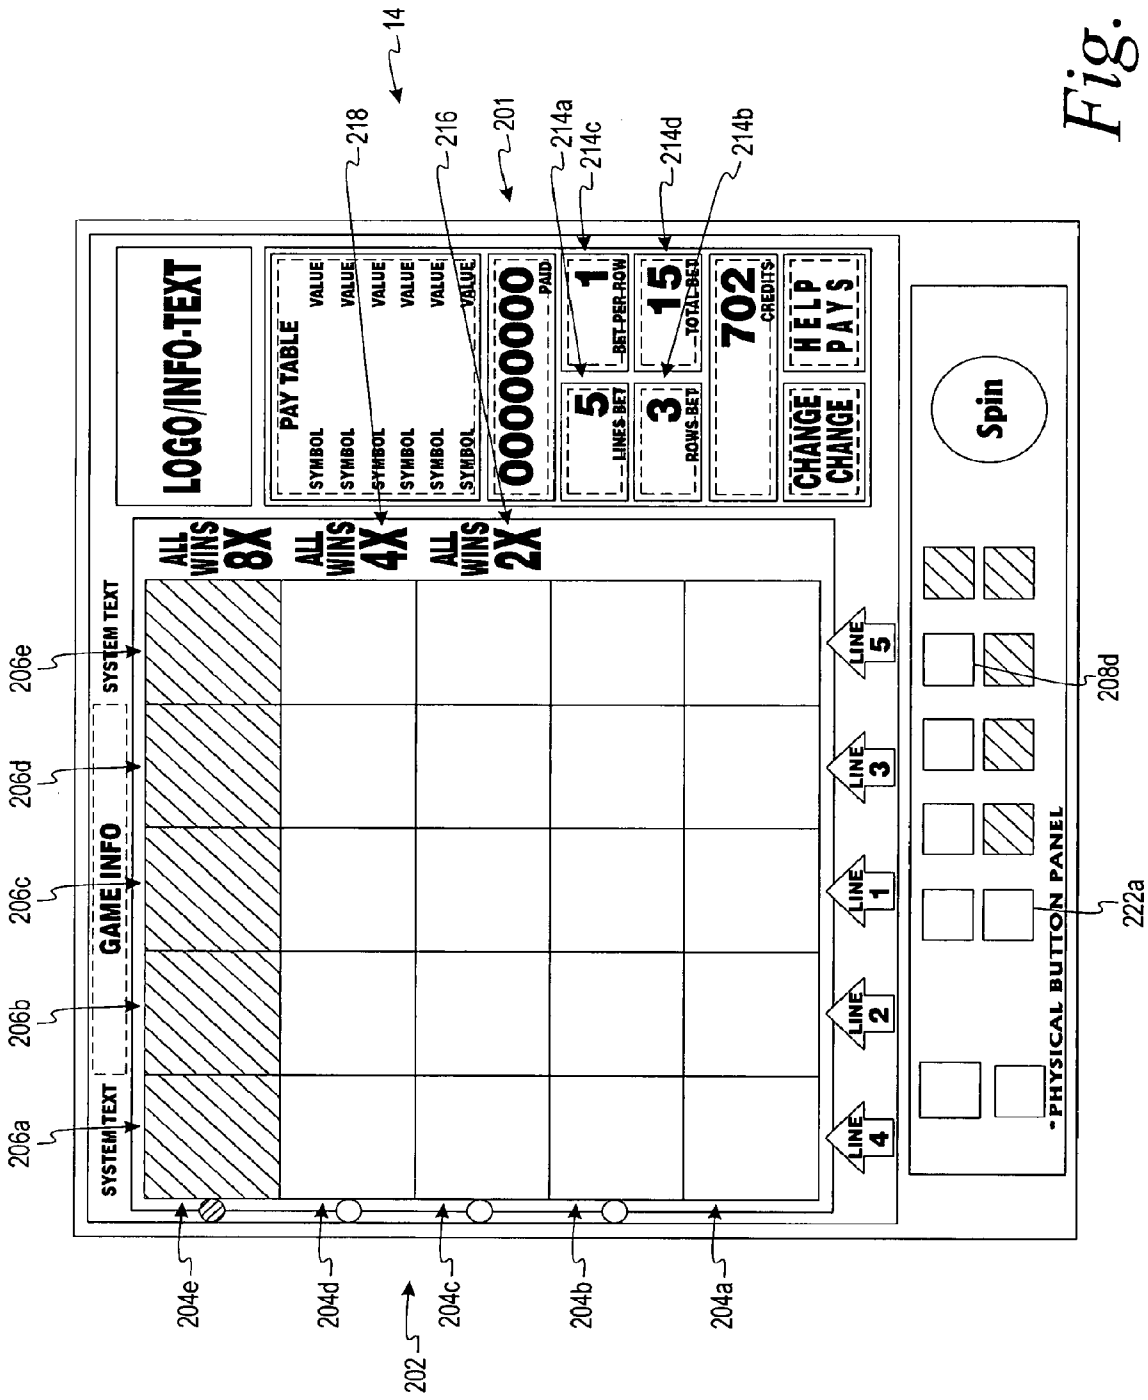 206a
206b
206c
206d
206e
SYSTEM TEXT
GAME INFO
SYSTEM TEXT
LOGO/INFO-TEXT
204e
204d
202
204c
204b
204a
ALL
WINS
8X
ALL
WINS
4X
ALL
WINS
2X
PAY TABLE
SYMBOL VALUE
SYMBOL VALUE
SYMBOL VALUE
SYMBOL VALUE
SYMBOL VALUE
SYMBOL VALUE
00000000
PAID
5
LINES BET
1
BET PER ROW
3
ROWS BET
15
TOTAL BET
702
CREDITS
CHANGE
CHANGE
HELP
PAYS
14
218
216
201
214a
214c
214d
214b
LINE
4
LINE
2
LINE
1
LINE
3
LINE
5
Spin
"PHYSICAL BUTTON PANEL
222a
208d
Fig.